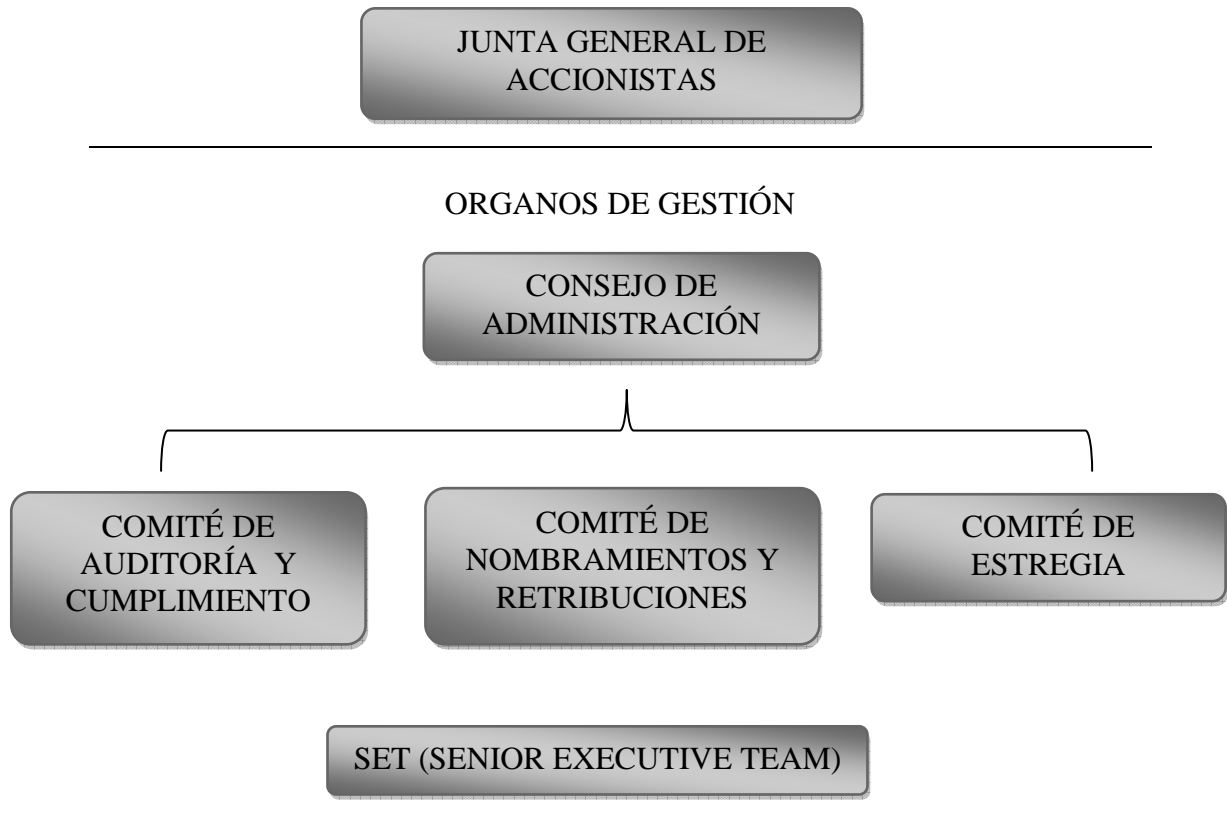 JUNTA GENERAL DE
ACCIONISTAS
ORGANOS DE GESTIÓN
CONSEJO DE
ADMINISTRACIÓN
COMITÉ DE
AUDITORÍA Y
CUMPLIMIENTO
COMITÉ DE
NOMBRAMIENTOS Y
RETRIBUCIONES
COMITÉ DE
ESTREGIA
SET (SENIOR EXECUTIVE TEAM)